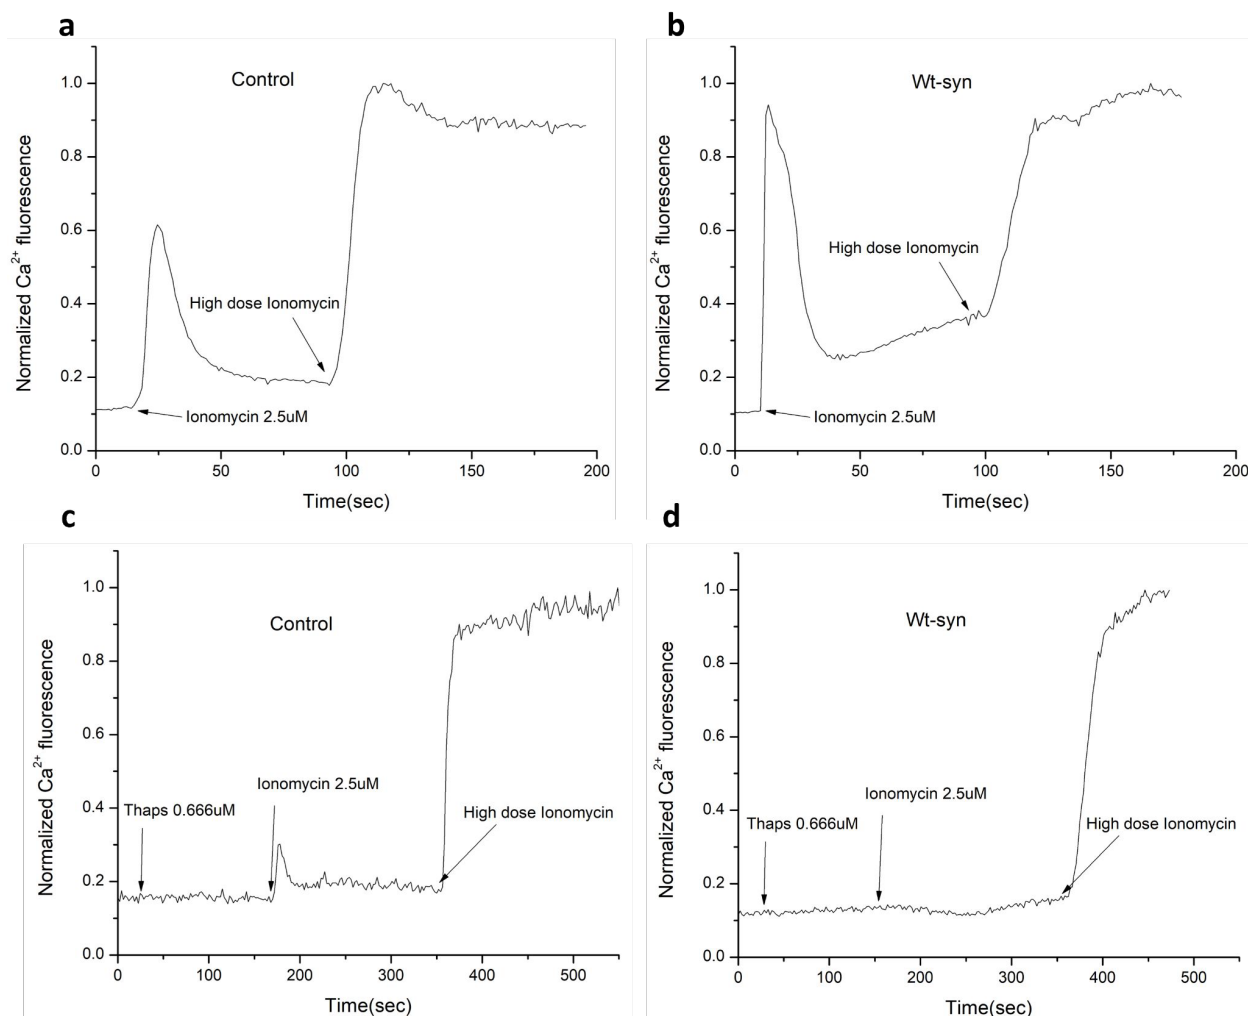 a
Control
1.0
0.8
0.6
0.4
0.2
0.0
Normalized Ca²⁺ fluorescence
High dose Ionomycin
Ionomycin 2.5uM
0 50 100 150 200
Time(sec)
b
Wt-syn
1.0
0.8
0.6
0.4
0.2
0.0
Normalized Ca²⁺ fluorescence
High dose Ionomycin
Ionomycin 2.5uM
0 50 100 150 200
Time(sec)
c
Control
1.0
0.8
0.6
0.4
0.2
0.0
Normalized Ca²⁺ fluorescence
Ionomycin 2.5uM
Thaps 0.666uM
High dose Ionomycin
0 100 200 300 400 500
Time(sec)
d
Wt-syn
1.0
0.8
0.6
0.4
0.2
0.0
Normalized Ca²⁺ fluorescence
Ionomycin 2.5uM
Thaps 0.666uM
High dose Ionomycin
0 100 200 300 400 500
Time(sec)